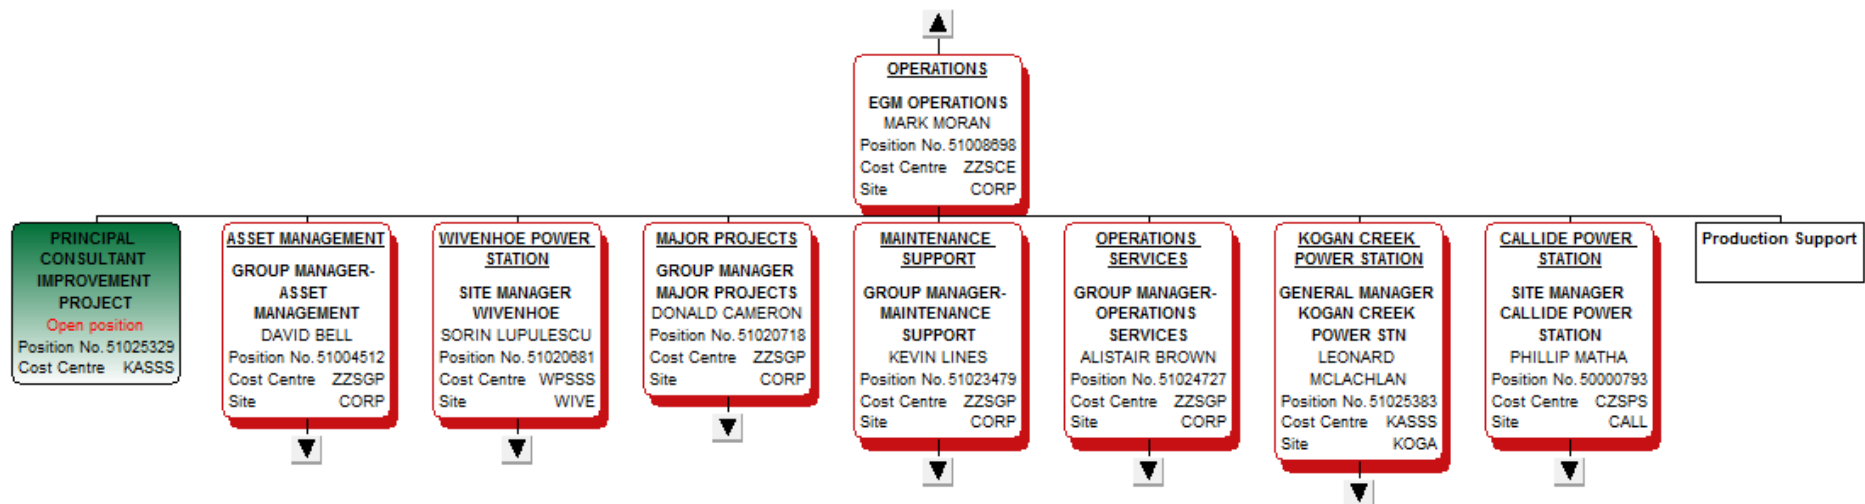 OPERATIONS
EGM OPERATIONS
MARK MORAN
Position No. 51008698
Cost Centre ZZSCE
Site CORP
PRINCIPAL
CONSULTANT
IMPROVEMENT
PROJECT
Open position
Position No. 51025329
Cost Centre KASSS
ASSET MANAGEMENT
GROUP MANAGER-
ASSET
MANAGEMENT
DAVID BELL
Position No. 51004512
Cost Centre ZZSGP
Site CORP
WIVENHOE POWER
STATION
SITE MANAGER
WIVENHOE
SORIN LUPULESCU
Position No. 51020681
Cost Centre WPSSS
Site WIVE
MAJOR PROJECTS
GROUP MANAGER
MAJOR PROJECTS
DONALD CAMERON
Position No. 51020718
Cost Centre ZZSGP
Site CORP
MAINTENANCE
SUPPORT
GROUP MANAGER-
MAINTENANCE
SUPPORT
KEVIN LINES
Position No. 51023479
Cost Centre ZZSGP
Site CORP
OPERATIONS
SERVICES
GROUP MANAGER-
OPERATIONS
SERVICES
ALISTAIR BROWN
Position No. 51024727
Cost Centre ZZSGP
Site CORP
KOGAN CREEK
POWER STATION
GENERAL MANAGER
KOGAN CREEK
POWER STN
LEONARD
MCLACHLAN
Position No. 51025383
Cost Centre KASSS
Site KOGA
CALLIDE POWER
STATION
SITE MANAGER
CALLIDE POWER
STATION
PHILLIP MATHA
Position No. 50000793
Cost Centre CZSPS
Site CALL
Production Support